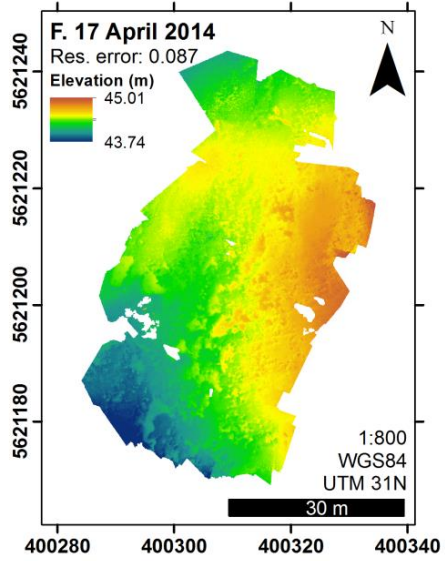 F. 17 April 2014
Res. error: 0.087
Elevation (m)
45.01
43.74
N
5621240
5621220
5621200
5621180
1:800
WGS84
UTM 31N
30 m
400280 400300 400320 400340